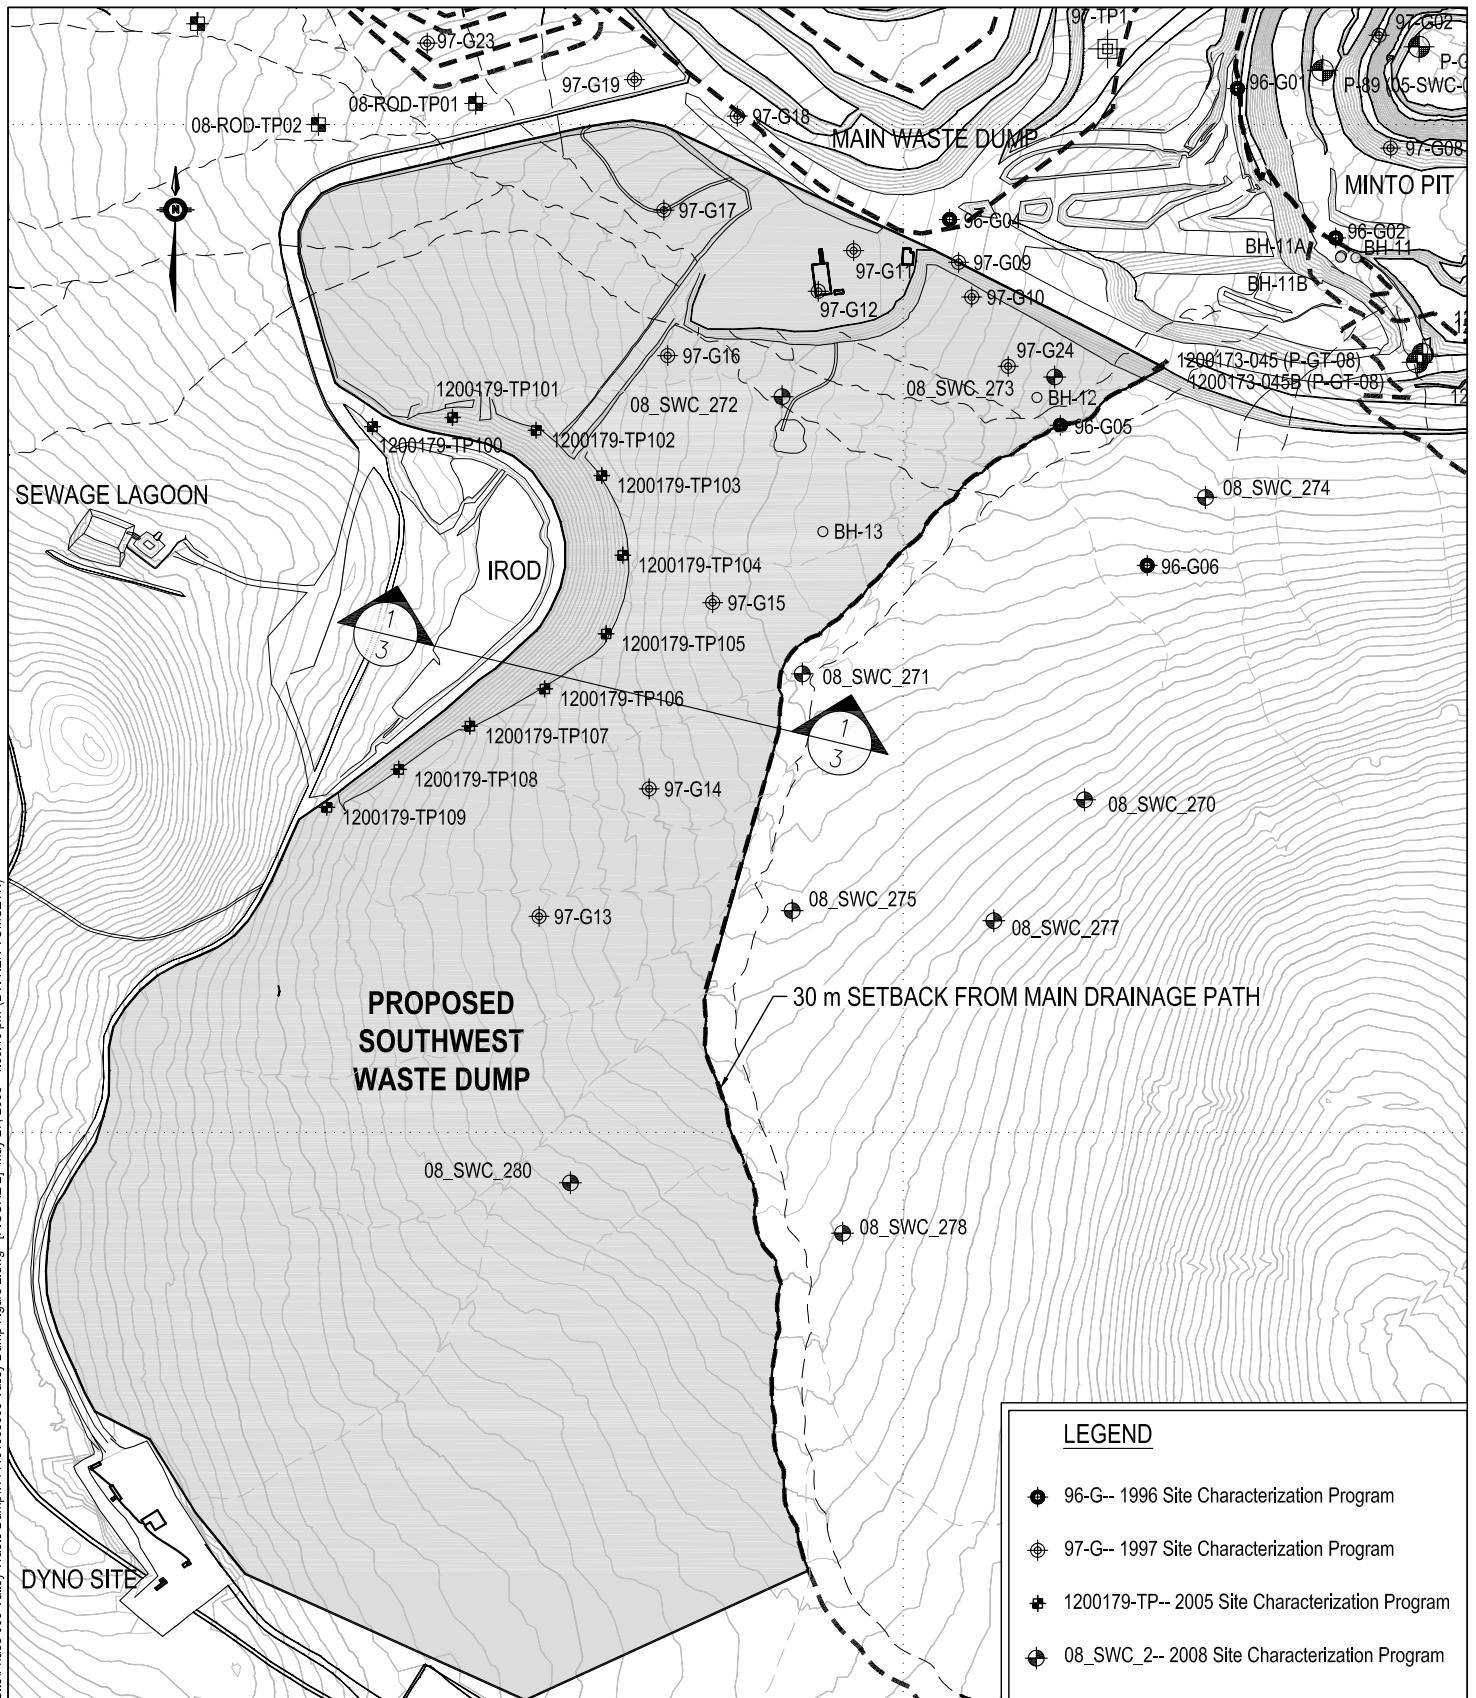 97-TP1
97-G02
97-G23
P-G
97-G19
96-G01
P-89 (05-SWC-0
08-ROD-TP01
08-ROD-TP02
97-G18
MAIN WASTE DUMP
97-G08
MINTO PIT
N
97-G17
96-G04
96-G02
BH-11A
BH-11
97-G11
97-G09
BH-11B
97-G12
97-G10
97-G16
97-G24
1200173-045 (P-GT-08)
08_SWC_273
1200173-045B (P-GT-08)
1200179-TP101
08_SWC_272
BH-12
1200179-TP100
1200179-TP102
96-G05
1200179-TP103
SEWAGE LAGOON
08_SWC_274
BH-13
IROD
1200179-TP104
96-G06
97-G15
1
3
1200179-TP105
08_SWC_271
1200179-TP106
1
3
1200179-TP107
1200179-TP108
97-G14
08_SWC_270
1200179-TP109
08_SWC_275
97-G13
08_SWC_277
PROPOSED
SOUTHWEST
WASTE DUMP
30 m SETBACK FROM MAIN DRAINAGE PATH
08_SWC_280
08_SWC_278
DYNO SITE
LEGEND
96-G-- 1996 Site Characterization Program
97-G-- 1997 Site Characterization Program
1200179-TP-- 2005 Site Characterization Program
08_SWC_2-- 2008 Site Characterization Program